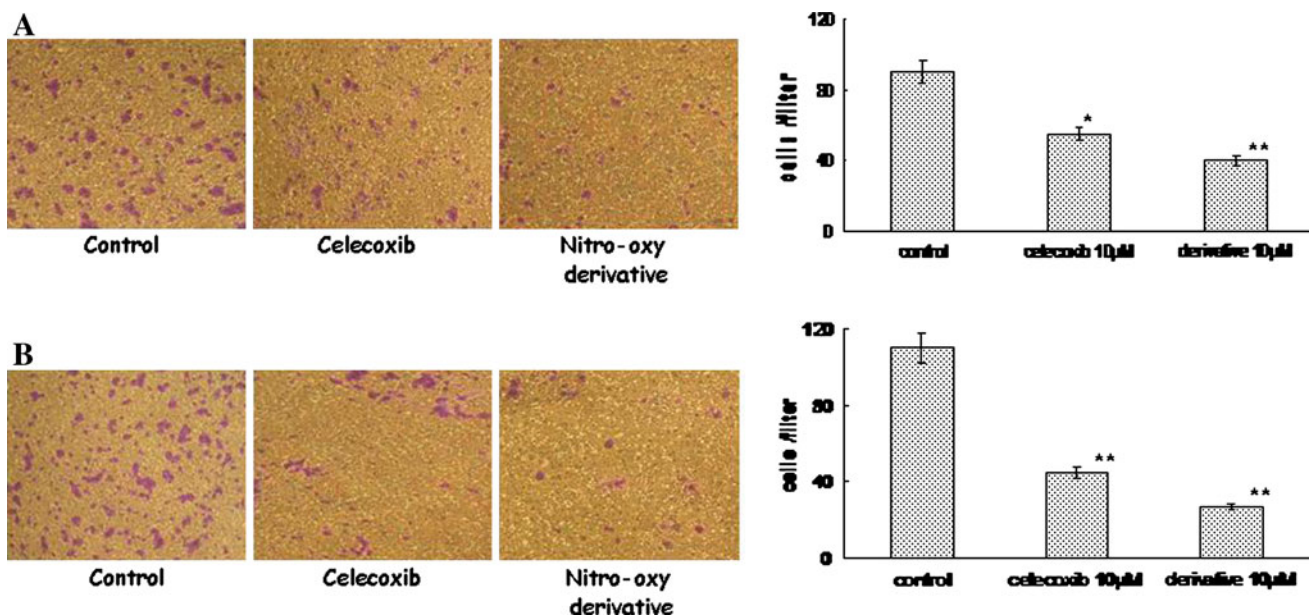 A
Control
Celecoxib
Nitro-oxy
derivative
120
80
40
0
cells /filter
control
celecoxib 10µM
derivative 10µM
*
**
B
Control
Celecoxib
Nitro-oxy
derivative
120
80
40
0
cells /filter
control
celecoxib 10µM
derivative 10µM
**
**